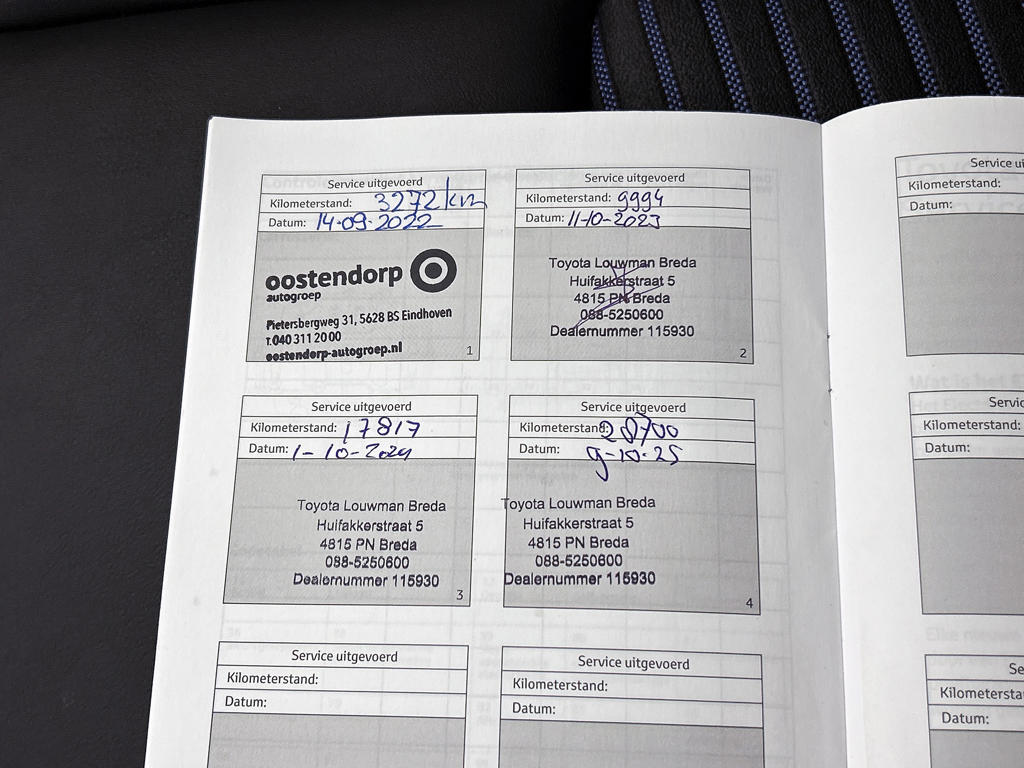 Service uitgevoerd
Kilometerstand: 3272 km
Datum: 14-09-2022
oostendorp
autogroep
Pietersbergweg 31, 5628 BS Eindhoven
T.040 311 20 00
oostendorp-autogroep.nl
1
Service uitgevoerd
Kilometerstand: 9994
Datum: 11-10-2023
Toyota Louwman Breda
Huifakkerstraat 5
4815 PN Breda
088-5250600
Dealernummer 115930
2
Service uitgevoerd
Kilometerstand: 17817
Datum: 1-10-2024
Toyota Louwman Breda
Huifakkerstraat 5
4815 PN Breda
088-5250600
Dealernummer 115930
3
Service uitgevoerd
Kilometerstand: 28700
Datum: 9-10-25
Toyota Louwman Breda
Huifakkerstraat 5
4815 PN Breda
088-5250600
Dealernummer 115930
4
Service uitgevoerd
Kilometerstand:
Datum:
Service uitgevoerd
Kilometerstand:
Datum:
Service ui
Kilometerstand:
Datum:
Servic
Kilometerstand:
Datum:
Se
Kilometersta
Datum: